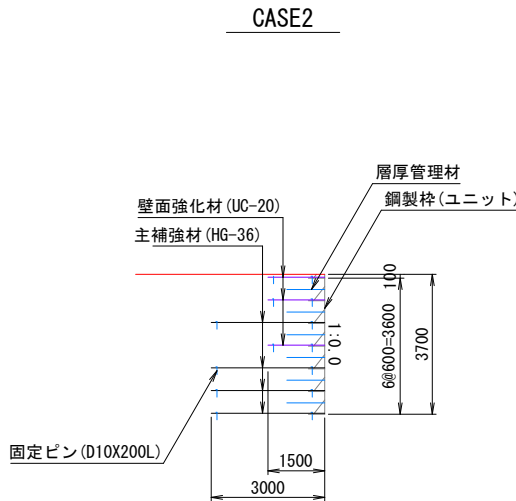 CASE2
層厚管理材
鋼製枠(ユニット)
壁面強化材(UC-20)
主補強材(HG-36)
100
1:0.0
6@600=3600
3700
固定ピン(D10X200L)
1500
3000